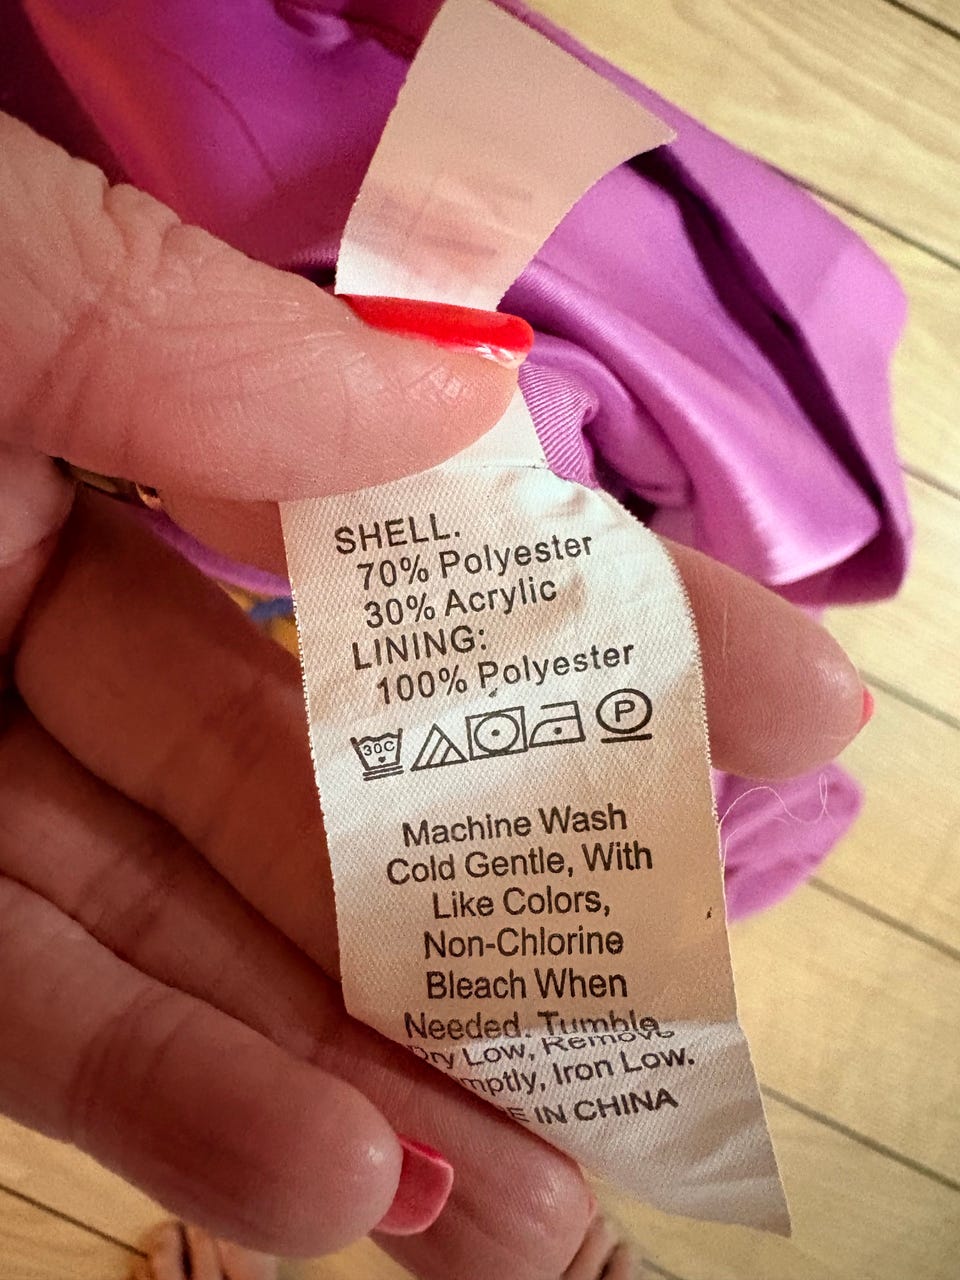 SHELL.
70% Polyester
30% Acrylic
LINING:
100% Polyester
30C P
Machine Wash
Cold Gentle, With
Like Colors,
Non-Chlorine
Bleach When
Needed. Tumble
Dry Low, Remove
mptly, Iron Low.
E IN CHINA